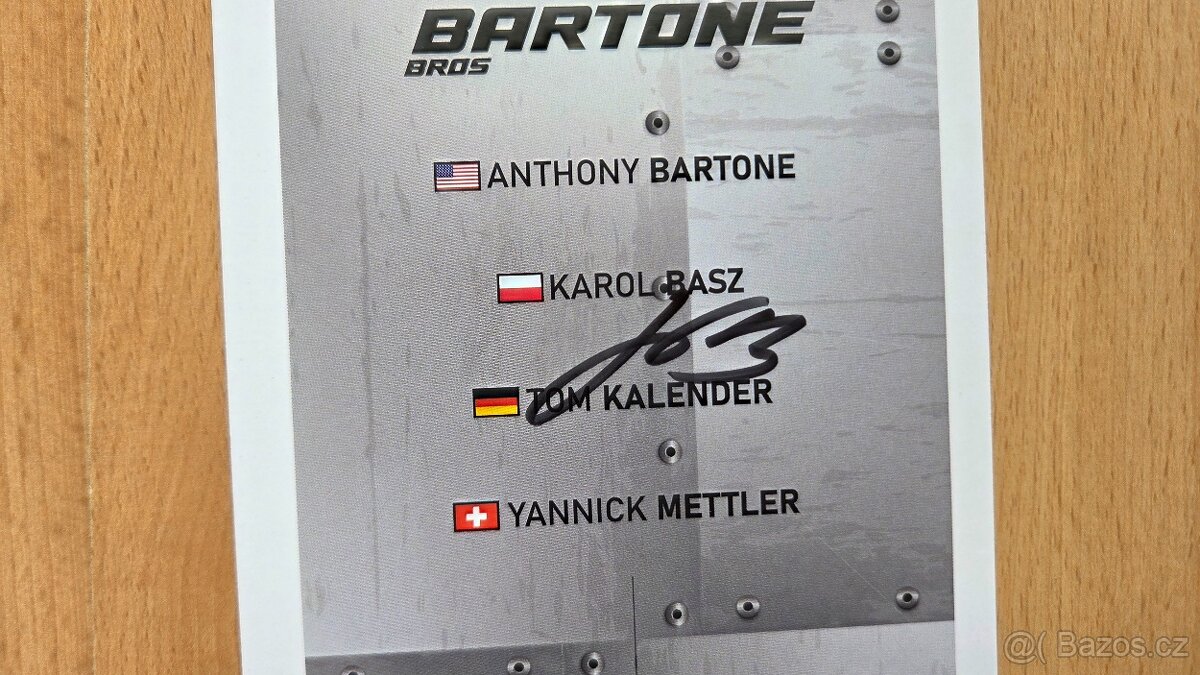 BARTONE
BROS
ANTHONY BARTONE
KAROL BASZ
TOM KALENDER
YANNICK METTLER
@( Bazos.cz